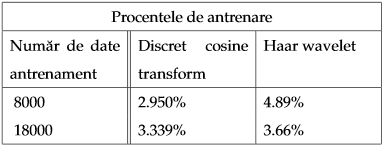 Procentele de antrenare
Număr de date Discret cosine Haar wavelet
antrenament transform
8000 2.950% 4.89%
18000 3.339% 3.66%